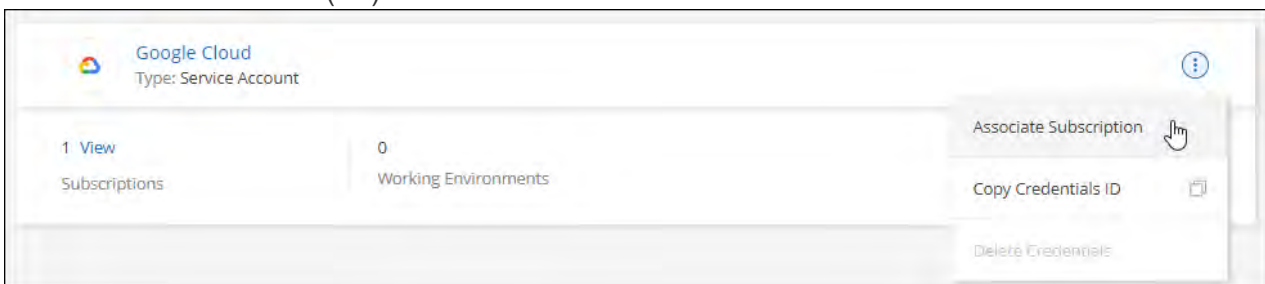 Google Cloud
Type: Service Account
Associate Subscription
1 View
0
Subscriptions
Working Environments
Copy Credentials ID
Delete Credentials